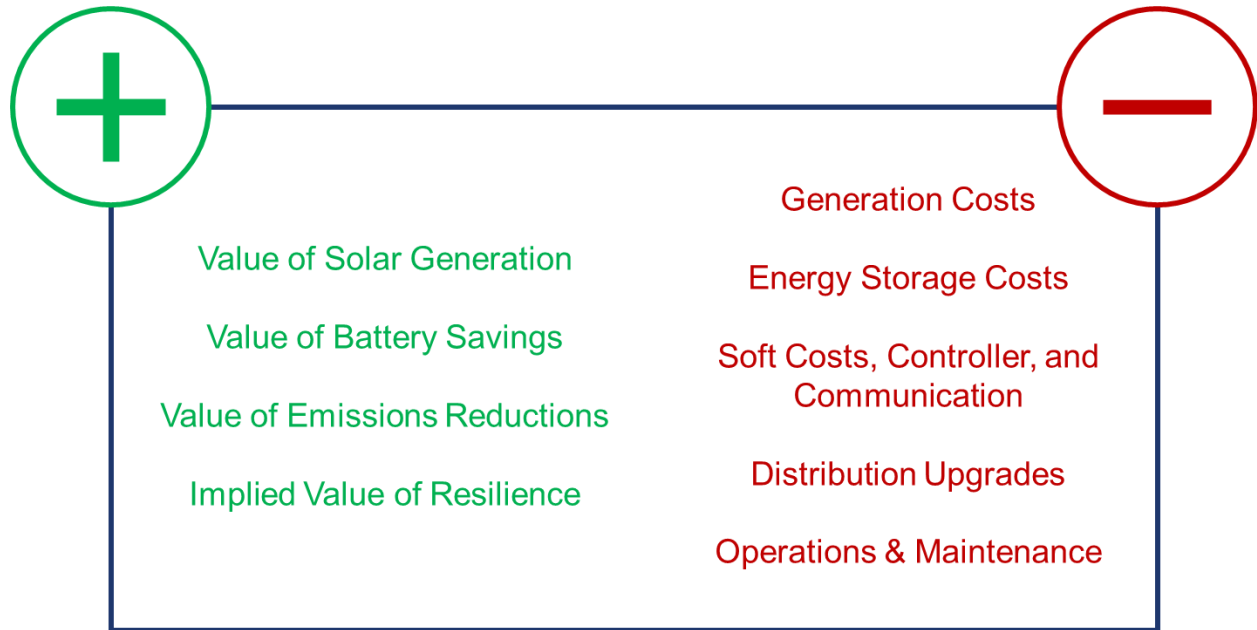 Value of Solar Generation
Value of Battery Savings
Value of Emissions Reductions
Implied Value of Resilience
Generation Costs
Energy Storage Costs
Soft Costs, Controller, and
Communication
Distribution Upgrades
Operations & Maintenance